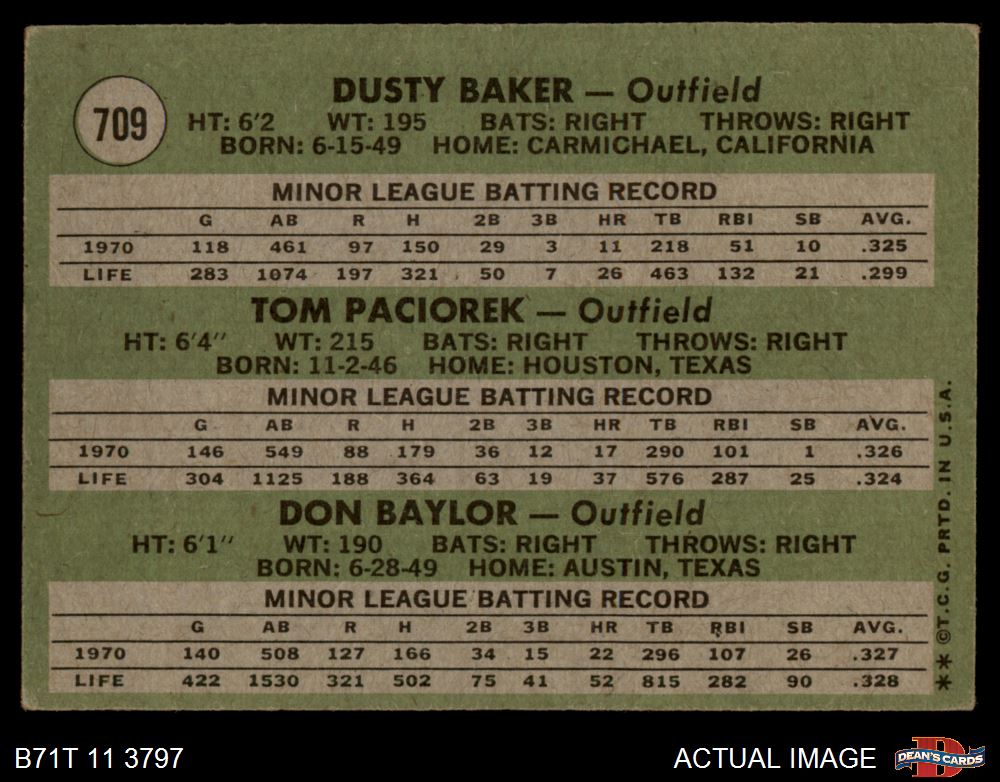 709
DUSTY BAKER — Outfield
HT: 6'2 WT: 195 BATS: RIGHT THROWS: RIGHT
BORN: 6-15-49 HOME: CARMICHAEL, CALIFORNIA
MINOR LEAGUE BATTING RECORD
G AB R H 2B 3B HR TB RBI SB AVG.
1970 118 461 97 150 29 3 11 218 51 10 .325
LIFE 283 1074 197 321 50 7 26 463 132 21 .299
TOM PACIOREK — Outfield
HT: 6'4" WT: 215 BATS: RIGHT THROWS: RIGHT
BORN: 11-2-46 HOME: HOUSTON, TEXAS
MINOR LEAGUE BATTING RECORD
G AB R H 2B 3B HR TB RBI SB AVG.
1970 146 549 88 179 36 12 17 290 101 1 .326
LIFE 304 1125 188 364 63 19 37 576 287 25 .324
DON BAYLOR — Outfield
HT: 6'1" WT: 190 BATS: RIGHT THROWS: RIGHT
BORN: 6-28-49 HOME: AUSTIN, TEXAS
MINOR LEAGUE BATTING RECORD
G AB R H 2B 3B HR TB RBI SB AVG.
1970 140 508 127 166 34 15 22 296 107 26 .327
LIFE 422 1530 321 502 75 41 52 815 282 90 .328
** ©T.C.G. PRTD. IN U.S.A.
B71T 11 3797
ACTUAL IMAGE
D
DEAN'S CARDS